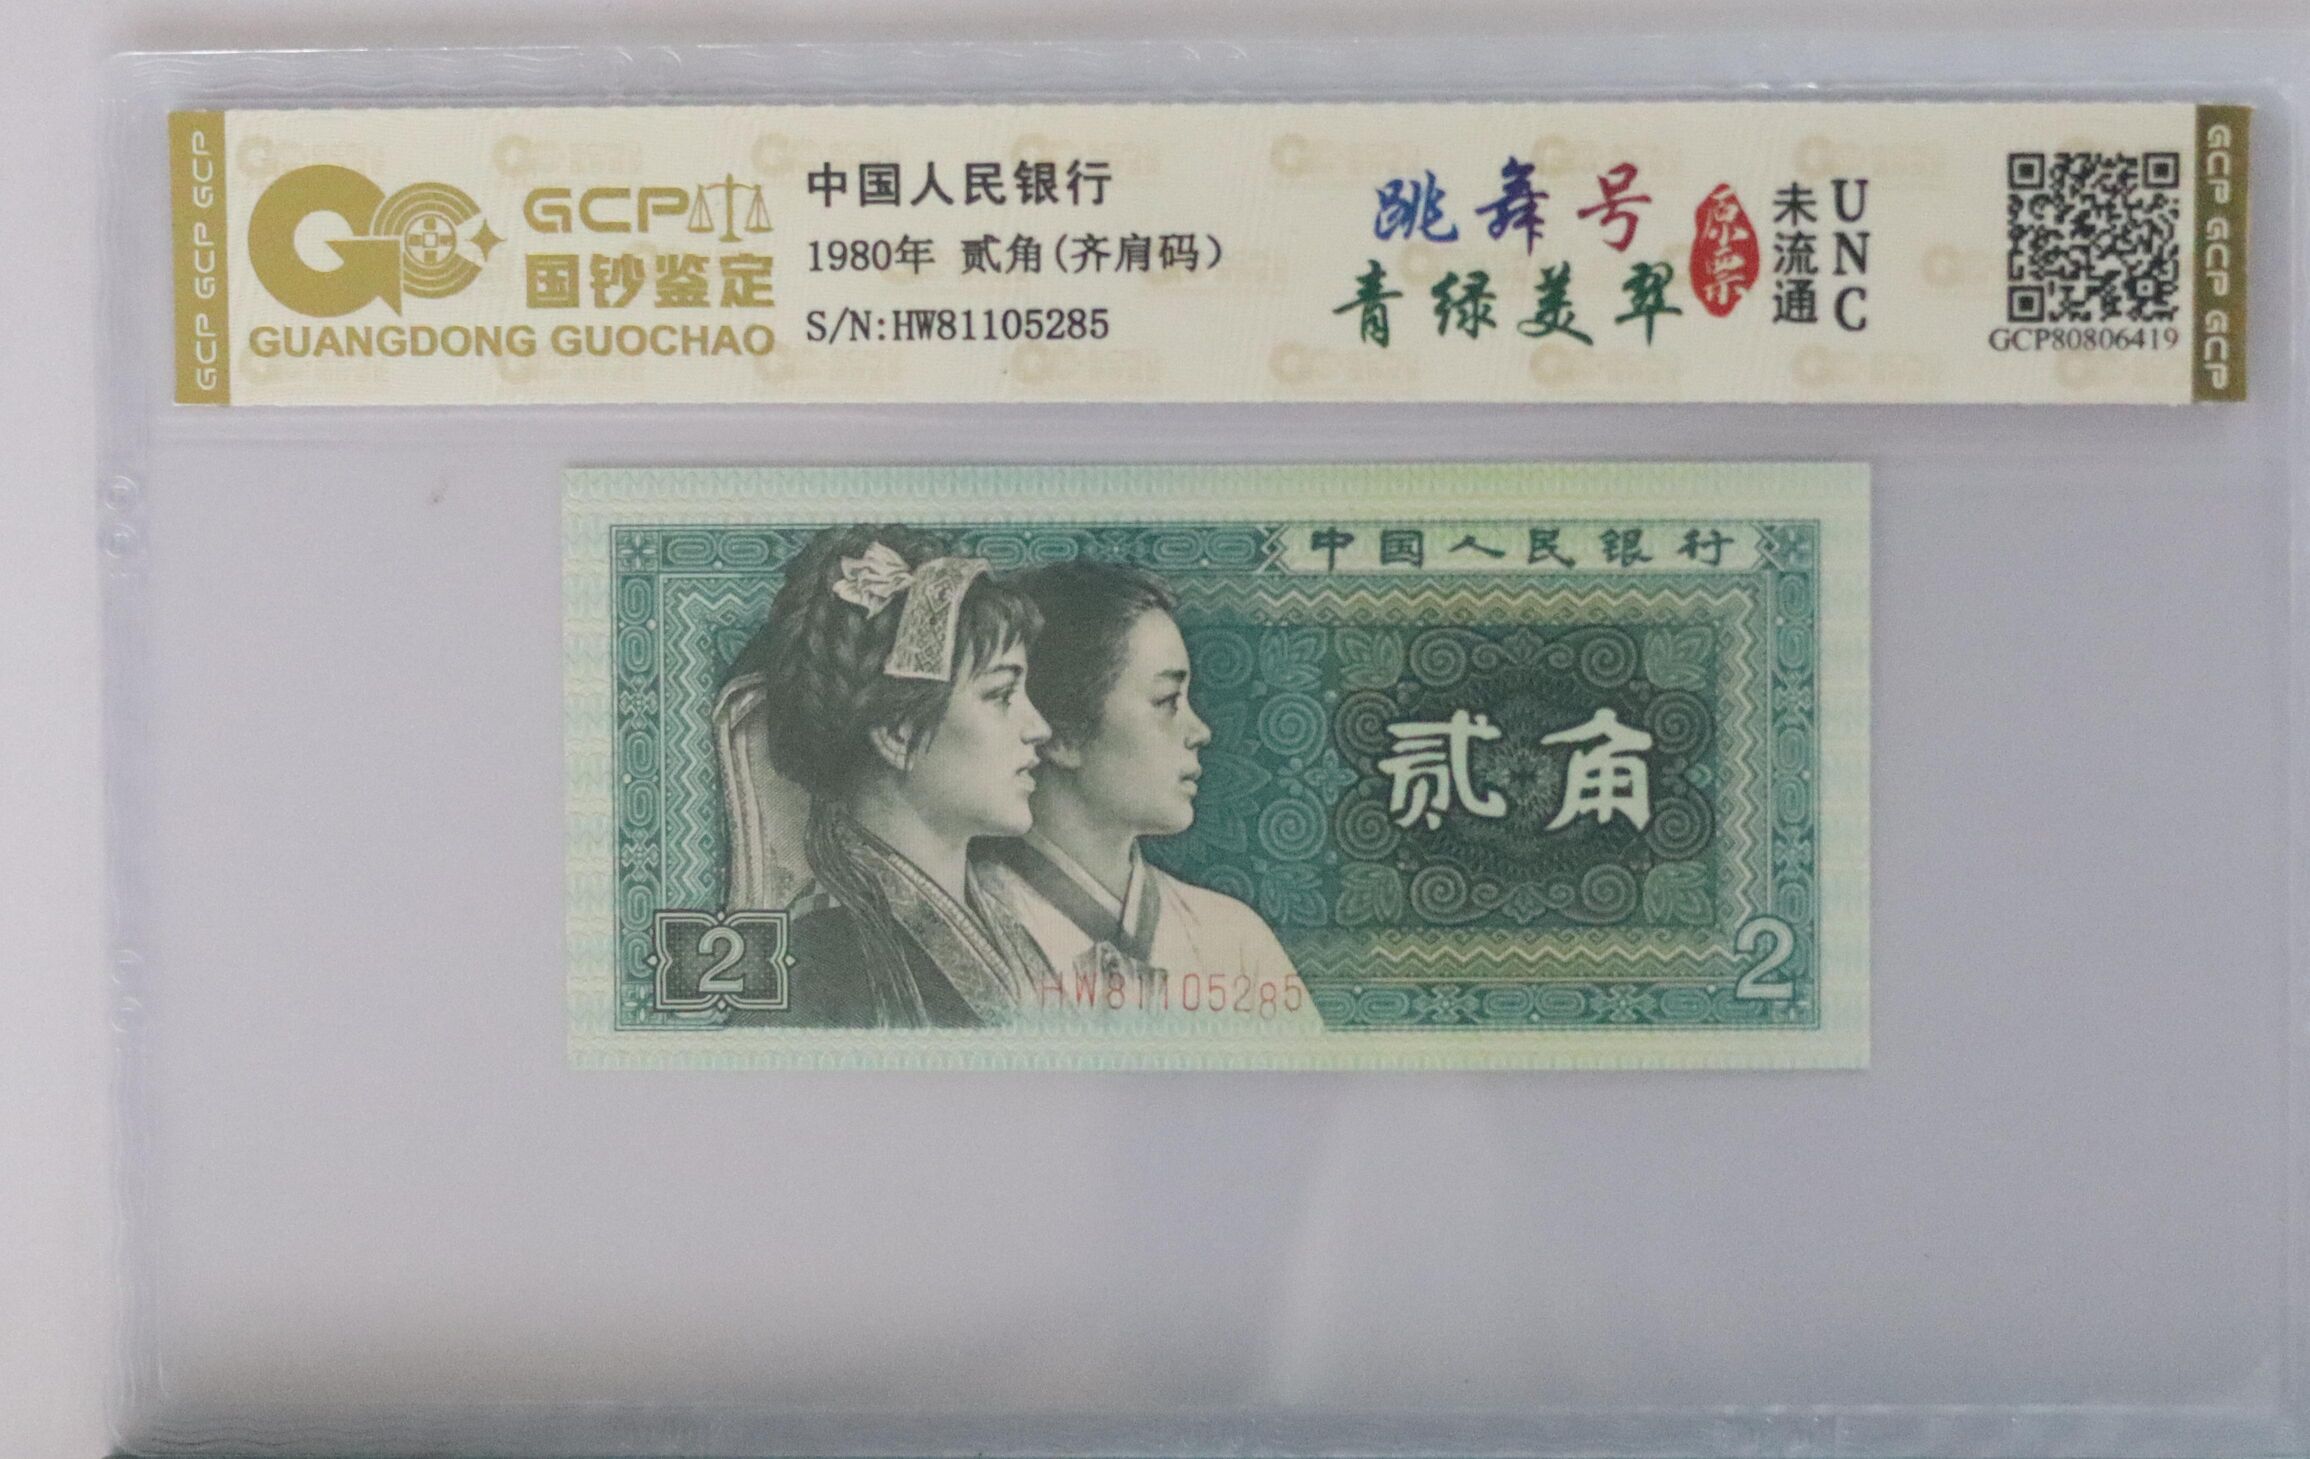 GCP GCP GCP
GCP
国钞鉴定
GUANGDONG GUOCHAO
中国人民银行
1980年 贰角(齐肩码)
S/N:HW81105285
跳舞号
青绿美翠
原票
未流通
UNC
GCP80806419
GCP GCP GCP
中国人民银行
贰角
2
HW81105285
2